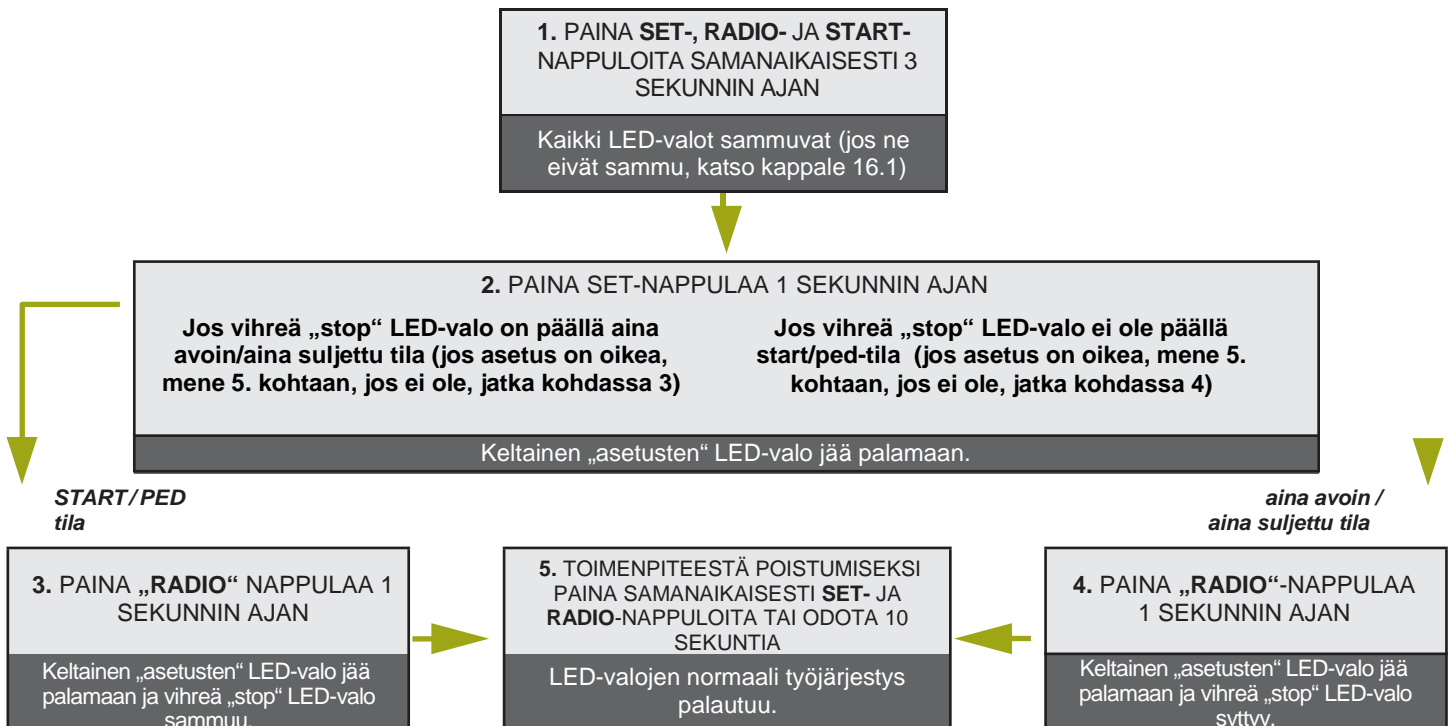 1. PAINA SET-, RADIO- JA START-
NAPPULOITA SAMANAIKAISESTI 3
SEKUNNIN AJAN
Kaikki LED-valot sammuvat (jos ne
eivät sammu, katso kappale 16.1)
2. PAINA SET-NAPPULAA 1 SEKUNNIN AJAN
Jos vihreä „stop“ LED-valo on päällä aina
avoin/aina suljettu tila (jos asetus on oikea,
mene 5. kohtaan, jos ei ole, jatka kohdassa 3)
Jos vihreä „stop“ LED-valo ei ole päällä
start/ped-tila (jos asetus on oikea, mene 5.
kohtaan, jos ei ole, jatka kohdassa 4)
Keltainen „asetusten“ LED-valo jää palamaan.
START/PED
tila
aina avoin /
aina suljettu tila
3. PAINA „RADIO“ NAPPULAA 1
SEKUNNIN AJAN
Keltainen „asetusten“ LED-valo jää
palamaan ja vihreä „stop“ LED-valo
sammuu.
5. TOIMENPITEESTÄ POISTUMISEKSI
PAINA SAMANAIKAISESTI SET- JA
RADIO-NAPPULOITA TAI ODOTA 10
SEKUNTIA
LED-valojen normaali työjärjestys
palautuu.
4. PAINA „RADIO“-NAPPULAA
1 SEKUNNIN AJAN
Keltainen „asetusten“ LED-valo jää
palamaan ja vihreä „stop“ LED-valo
syttyy.